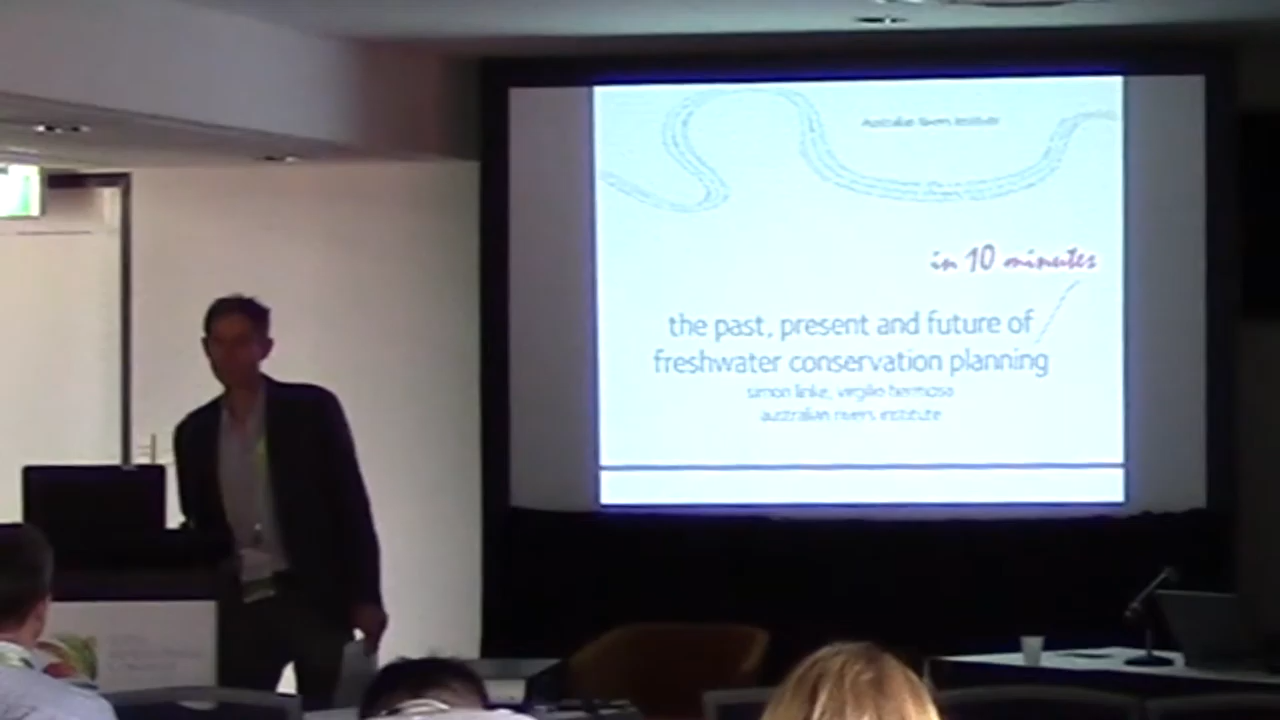 Australian Rivers Institute
in 10 minutes
the past, present and future of
freshwater conservation planning
simon linke, virgilio hermoso
australian rivers institute